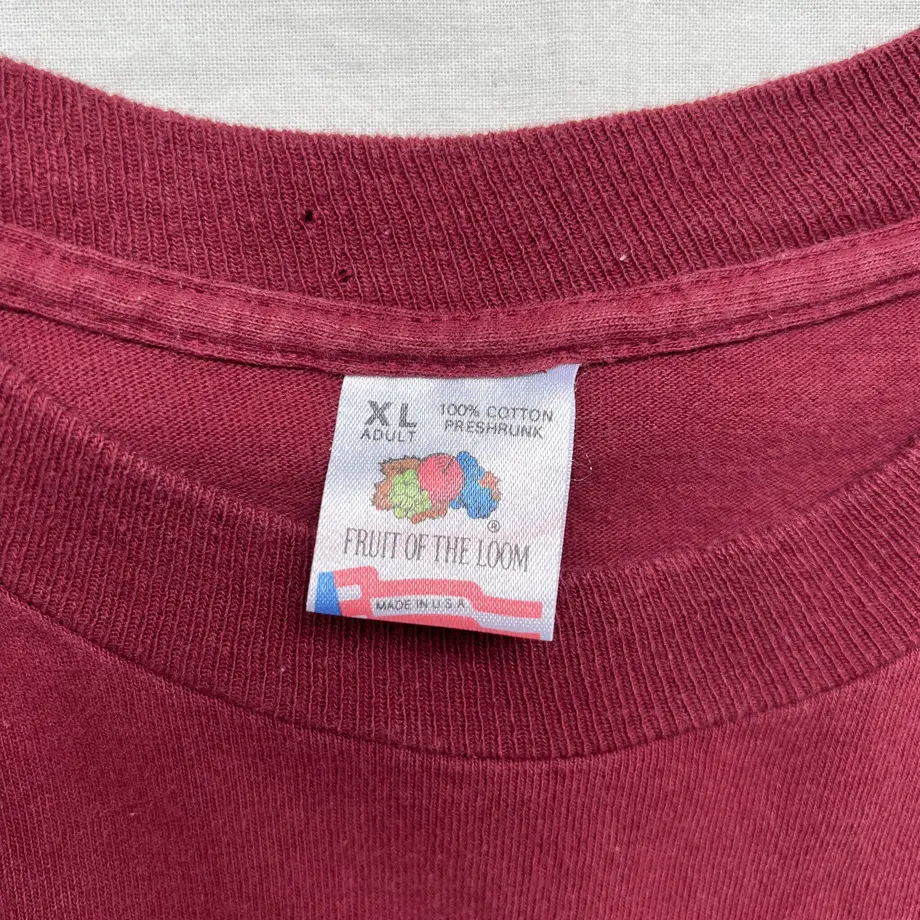 XL
ADULT
100% COTTON
PRESHRUNK
®
FRUIT OF THE LOOM
MADE IN U.S.A.